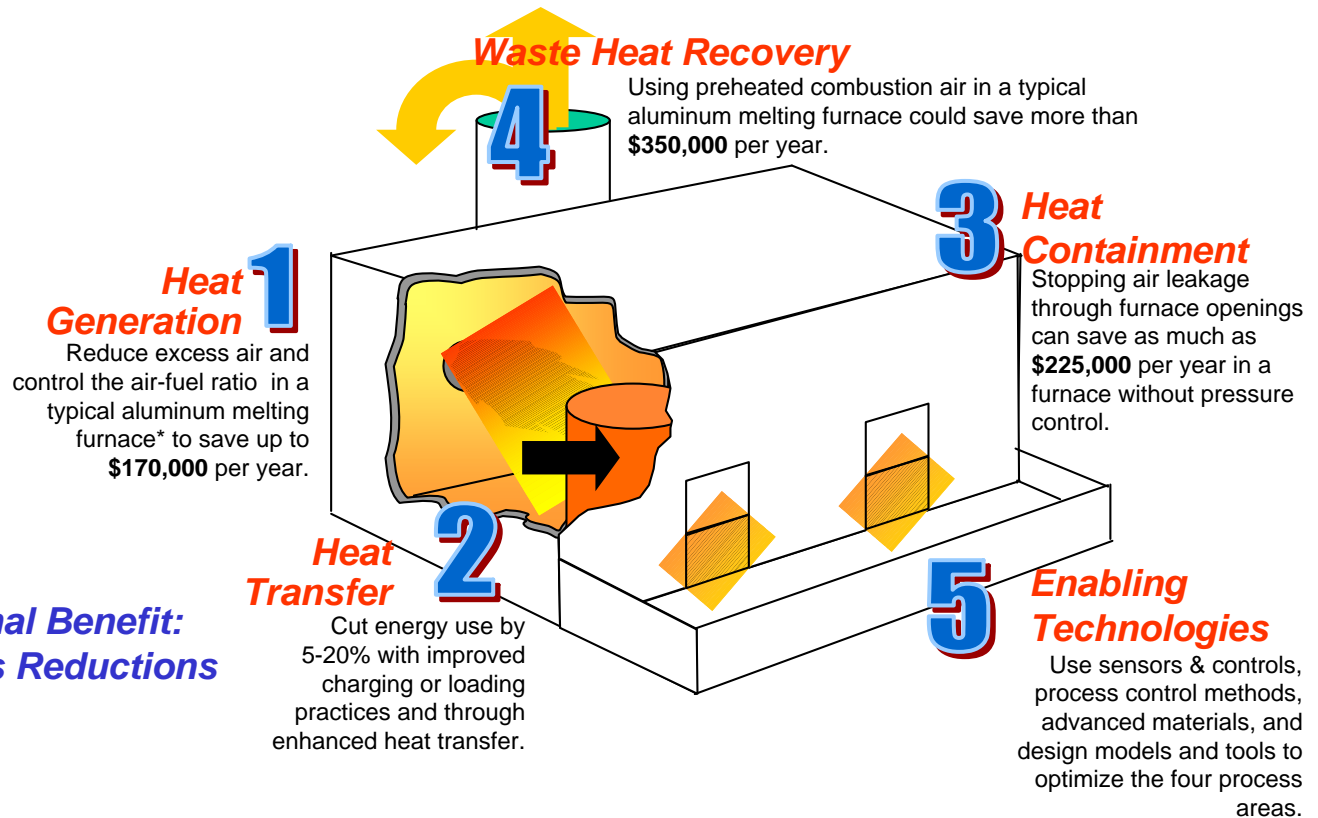 4
Waste Heat Recovery
Using preheated combustion air in a typical
aluminum melting furnace could save more than
$350,000 per year.
3
Heat
Containment
Stopping air leakage
through furnace openings
can save as much as
$225,000 per year in a
furnace without pressure
control.
1
Heat
Generation
Reduce excess air and
control the air-fuel ratio in a
typical aluminum melting
furnace* to save up to
$170,000 per year.
2
Heat
Transfer
Cut energy use by
5-20% with improved
charging or loading
practices and through
enhanced heat transfer.
Benefit:
Reductions
5
Enabling
Technologies
Use sensors & controls,
process control methods,
advanced materials, and
design models and tools to
optimize the four process
areas.